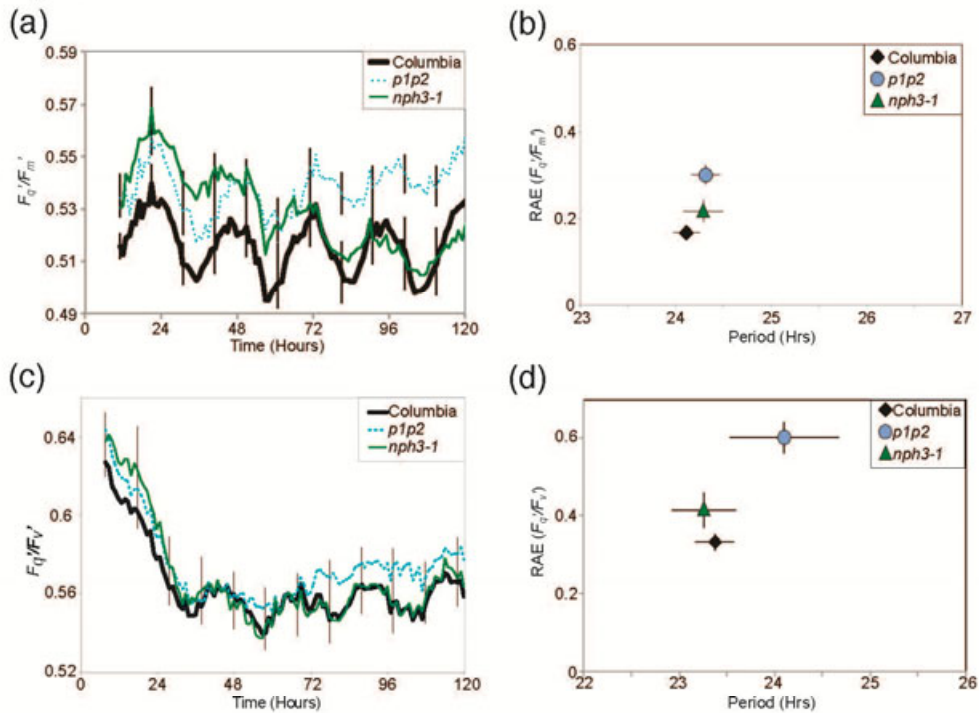 (a)
0.59
0.57
0.55
0.53
0.51
0.49
Fq'/Fm'
0 24 48 72 96 120
Time (Hours)
Columbia
p1p2
nph3-1
(b)
0.6
0.4
0.2
0
RAE (Fq'/Fm')
23 24 25 26 27
Period (Hrs)
Columbia
p1p2
nph3-1
(c)
0.64
0.6
0.56
0.52
Fq'/Fv'
0 24 48 72 96 120
Time (Hours)
Columbia
p1p2
nph3-1
(d)
0.6
0.4
0.2
0
RAE (Fq'/Fv')
22 23 24 25 26
Period (Hrs)
Columbia
p1p2
nph3-1